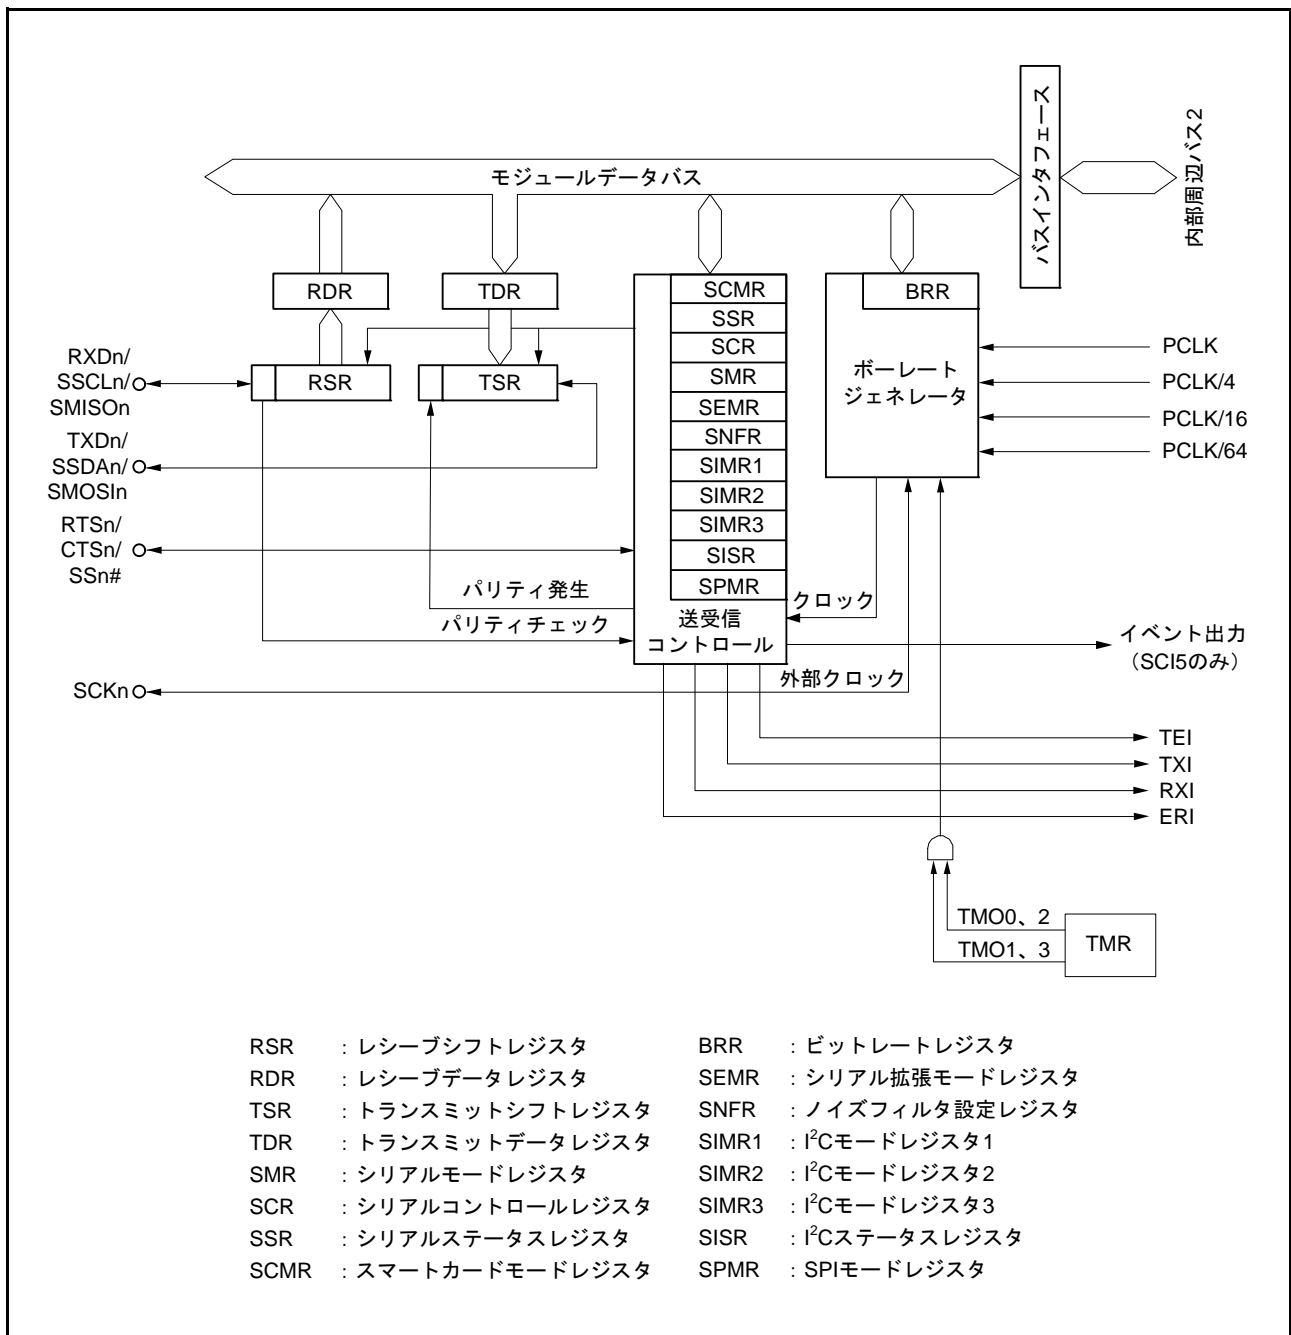 モジュールデータバス
バスインタフェース
内部周辺バス2
RDR
TDR
RSR
TSR
SCMR
SSR
SCR
SMR
SEMR
SNFR
SIMR1
SIMR2
SIMR3
SISR
SPMR
送受信
コントロール
BRR
ボーレート
ジェネレータ
PCLK
PCLK/4
PCLK/16
PCLK/64
RXDn/
SSCLn/
SMISOn
TXDn/
SSDAn/
SMOSIn
RTSn/
CTSn/
SSn#
パリティ発生
パリティチェック
クロック
SCKn
外部クロック
イベント出力
（SCI5のみ）
TEI
TXI
RXI
ERI
TMO0、2
TMO1、3
TMR
RSR : レシーブシフトレジスタ
RDR : レシーブデータレジスタ
TSR : トランスミットシフトレジスタ
TDR : トランスミットデータレジスタ
SMR : シリアルモードレジスタ
SCR : シリアルコントロールレジスタ
SSR : シリアルステータスレジスタ
SCMR : スマートカードモードレジスタ
BRR : ビットレートレジスタ
SEMR : シリアル拡張モードレジスタ
SNFR : ノイズフィルタ設定レジスタ
SIMR1 : I²Cモードレジスタ1
SIMR2 : I²Cモードレジスタ2
SIMR3 : I²Cモードレジスタ3
SISR : I²Cステータスレジスタ
SPMR : SPIモードレジスタ